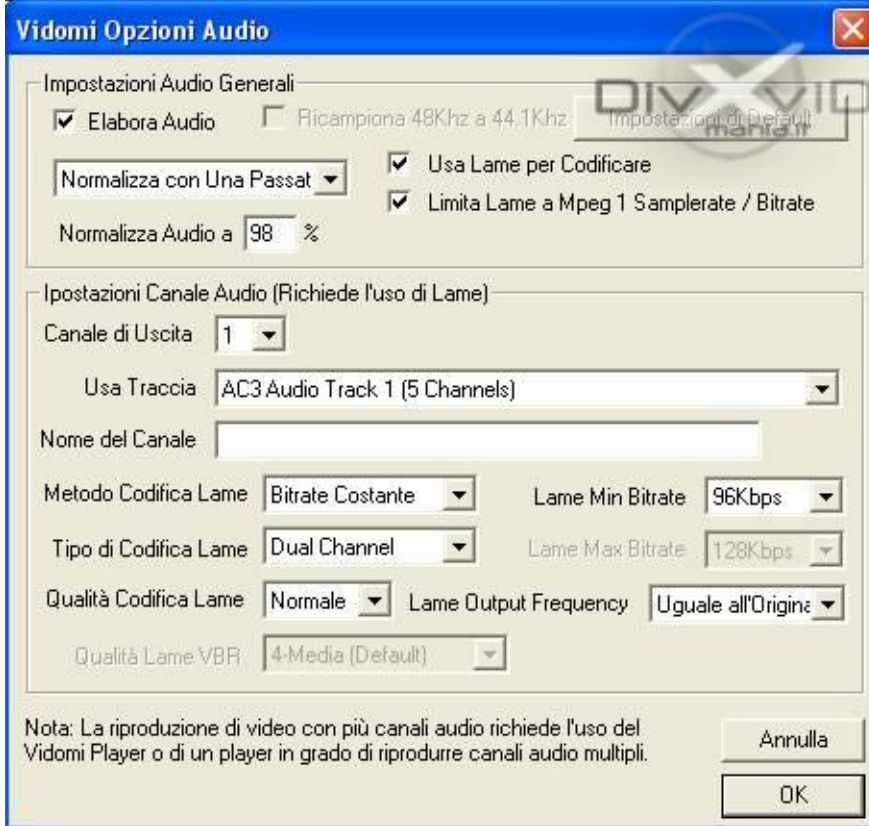 Vidomi Opzioni Audio
Impostazioni Audio Generali
Elabora Audio
Ricampiona 48Khz a 44.1Khz
Impostazioni di Default
DIVXVID
mania.it
Normalizza con Una Passat
Usa Lame per Codificare
Limita Lame a Mpeg 1 Samplerate / Bitrate
Normalizza Audio a 98 %
Ipostazioni Canale Audio (Richiede l'uso di Lame)
Canale di Uscita 1
Usa Traccia AC3 Audio Track 1 (5 Channels)
Nome del Canale
Metodo Codifica Lame Bitrate Costante Lame Min Bitrate 96Kbps
Tipo di Codifica Lame Dual Channel Lame Max Bitrate 128Kbps
Qualità Codifica Lame Normale Lame Output Frequency Uguale all'Origina
Qualità Lame VBR 4-Media (Default)
Nota: La riproduzione di video con più canali audio richiede l'uso del
Vidomi Player o di un player in grado di riprodurre canali audio multipli.
Annulla
OK